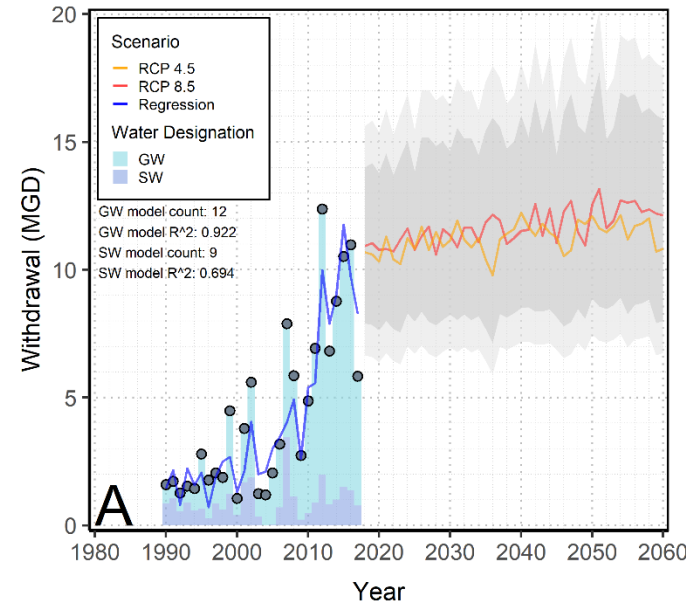 20
15
10
5
0
Withdrawal (MGD)
Scenario
RCP 4.5
RCP 8.5
Regression
Water Designation
GW
SW
GW model count: 12
GW model R^2: 0.922
SW model count: 9
SW model R^2: 0.694
A
1980 1990 2000 2010 2020 2030 2040 2050 2060
Year